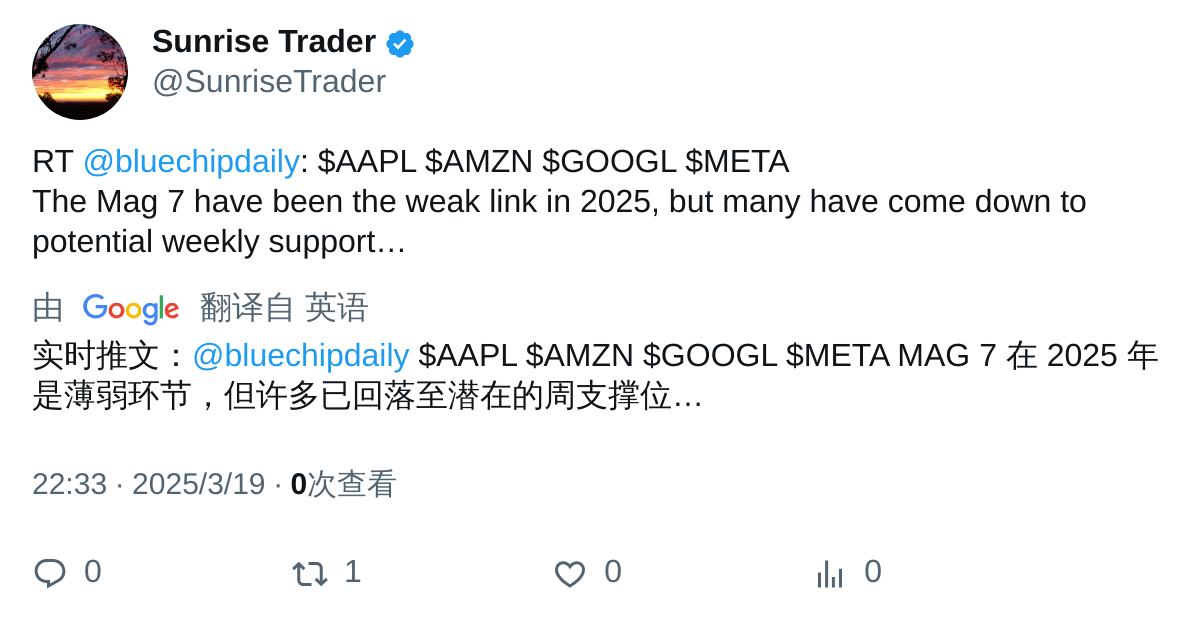 Sunrise Trader
@SunriseTrader
RT @bluechipdaily: $AAPL $AMZN $GOOGL $META
The Mag 7 have been the weak link in 2025, but many have come down to
potential weekly support…
由 Google 翻译自 英语
实时推文：@bluechipdaily $AAPL $AMZN $GOOGL $META MAG 7 在 2025 年
是薄弱环节，但许多已回落至潜在的周支撑位…
22:33 · 2025/3/19 · 0次查看
0 1 0 0